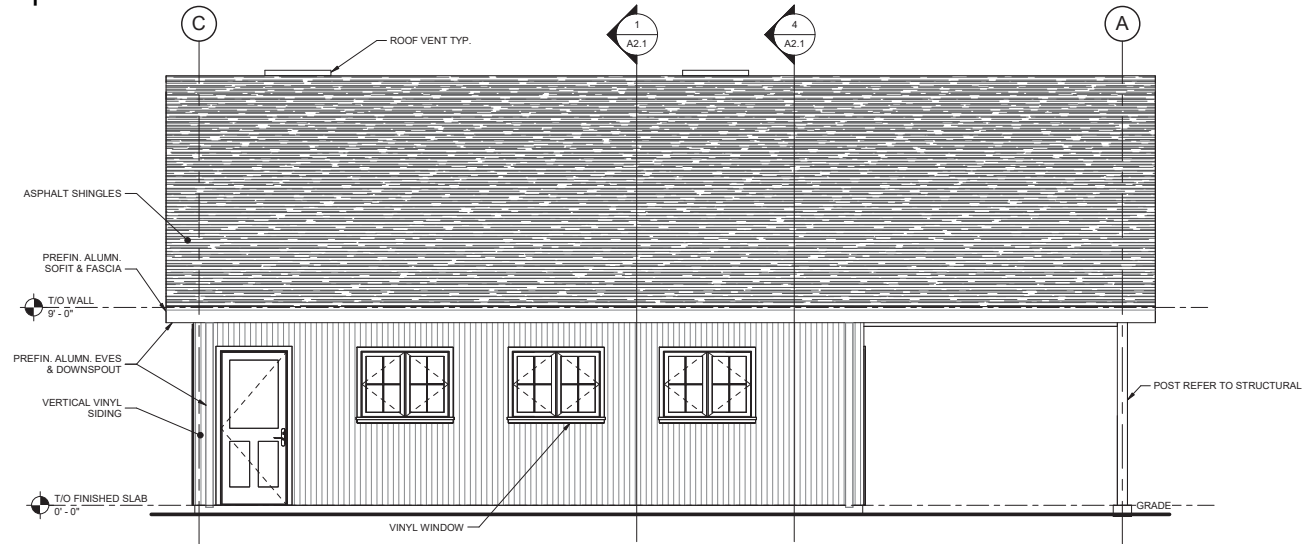 C
1
A2.1
4
A2.1
A
ROOF VENT TYP.
ASPHALT SHINGLES
PREFIN. ALUMN.
SOFIT & FASCIA
T/O WALL
9' - 0"
PREFIN. ALUMN. EVES
& DOWNSPOUT
VERTICAL VINYL
SIDING
POST REFER TO STRUCTURAL
T/O FINISHED SLAB
0' - 0"
GRADE
VINYL WINDOW